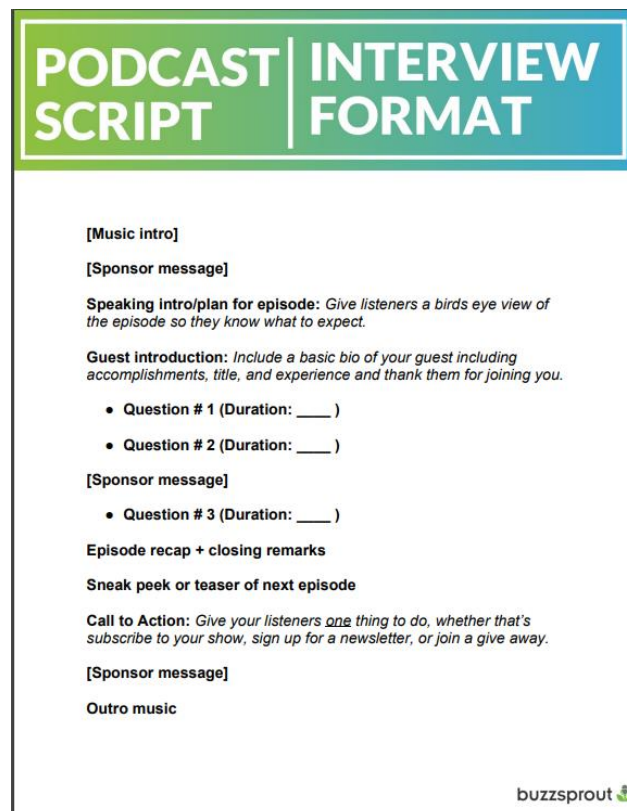 PODCAST SCRIPT
INTERVIEW FORMAT
[Music intro]
[Sponsor message]
Speaking intro/plan for episode: Give listeners a birds eye view of
the episode so they know what to expect.
Guest introduction: Include a basic bio of your guest including
accomplishments, title, and experience and thank them for joining you.
● Question # 1 (Duration: ____ )
● Question # 2 (Duration: ____ )
[Sponsor message]
● Question # 3 (Duration: ____ )
Episode recap + closing remarks
Sneak peek or teaser of next episode
Call to Action: Give your listeners one thing to do, whether that’s
subscribe to your show, sign up for a newsletter, or join a give away.
[Sponsor message]
Outro music
buzzsprout